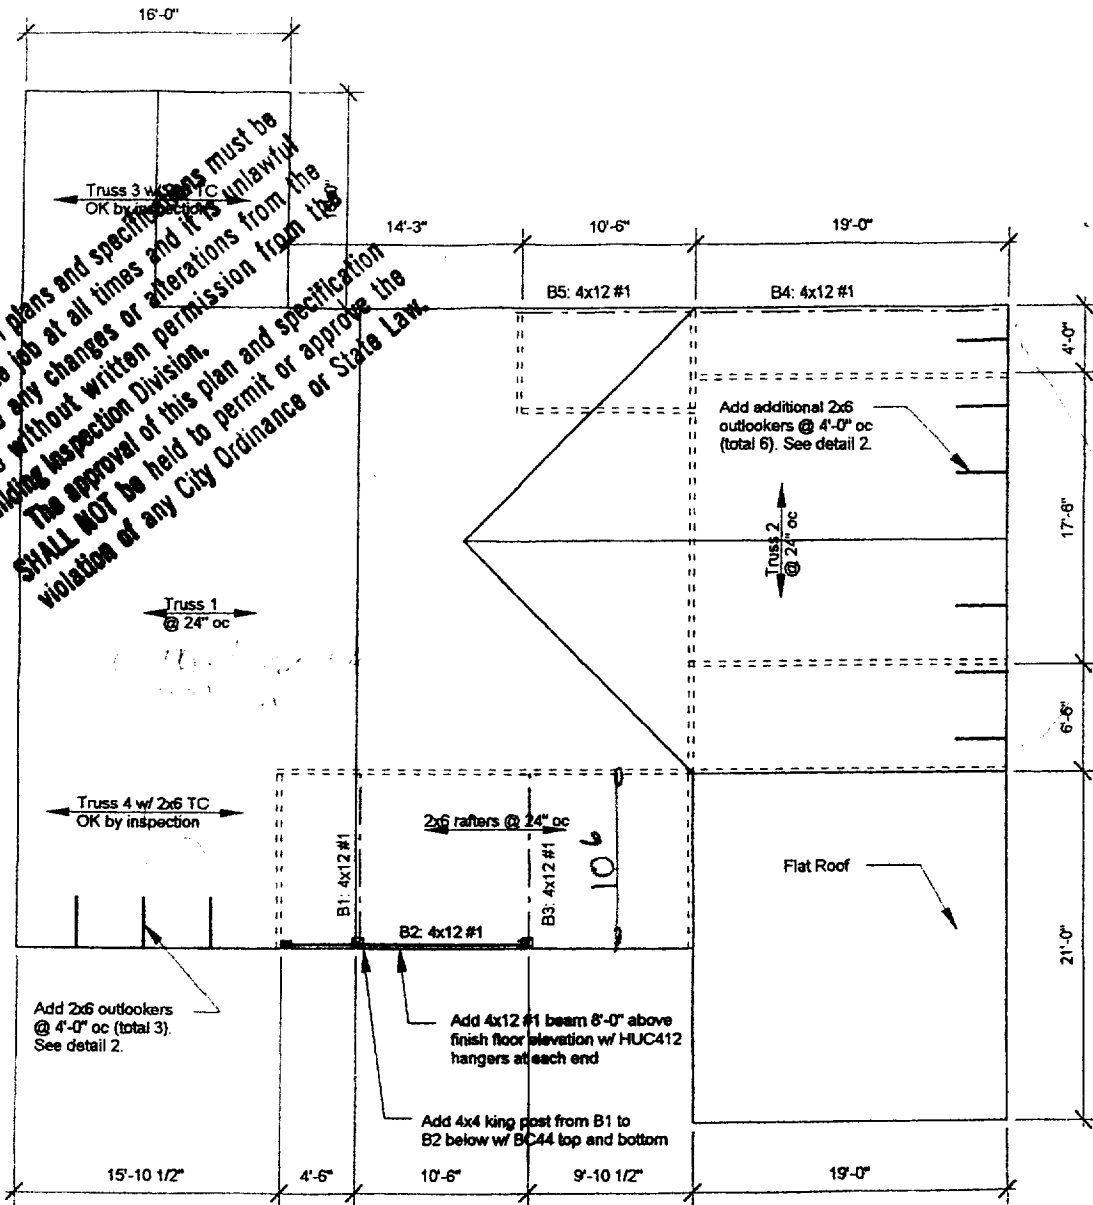 16'-0"
Truss 3 w/ TC
OK by inspection
plans and specifications must be
job at all times and it is unlawful
any changes or alterations from the
without written permission from the
Building Inspection Division.
The approval of this plan and specification
SHALL NOT be held to permit or approve the
violation of any City Ordinance or State Law.
14'-3"
10'-6"
19'-0"
B5: 4x12 #1
B4: 4x12 #1
4'-0"
Add additional 2x6
outlookers @ 4'-0" oc
(total 6). See detail 2.
17'-6"
Truss 2
@ 24" oc
Truss 1
@ 24" oc
6'-6"
Truss 4 w/ 2x6 TC
OK by inspection
2x6 rafters @ 24" oc
B1: 4x12 #1
B3: 4x12 #1
10 6
B2: 4x12 #1
Flat Roof
21'-0"
Add 2x6 outlookers
@ 4'-0" oc (total 3).
See detail 2.
Add 4x12 #1 beam 8'-0" above
finish floor elevation w/ HUC412
hangers at each end
Add 4x4 king post from B1 to
B2 below w/ BC44 top and bottom
15'-10 1/2"
4'-6"
10'-6"
9'-10 1/2"
19'-0"